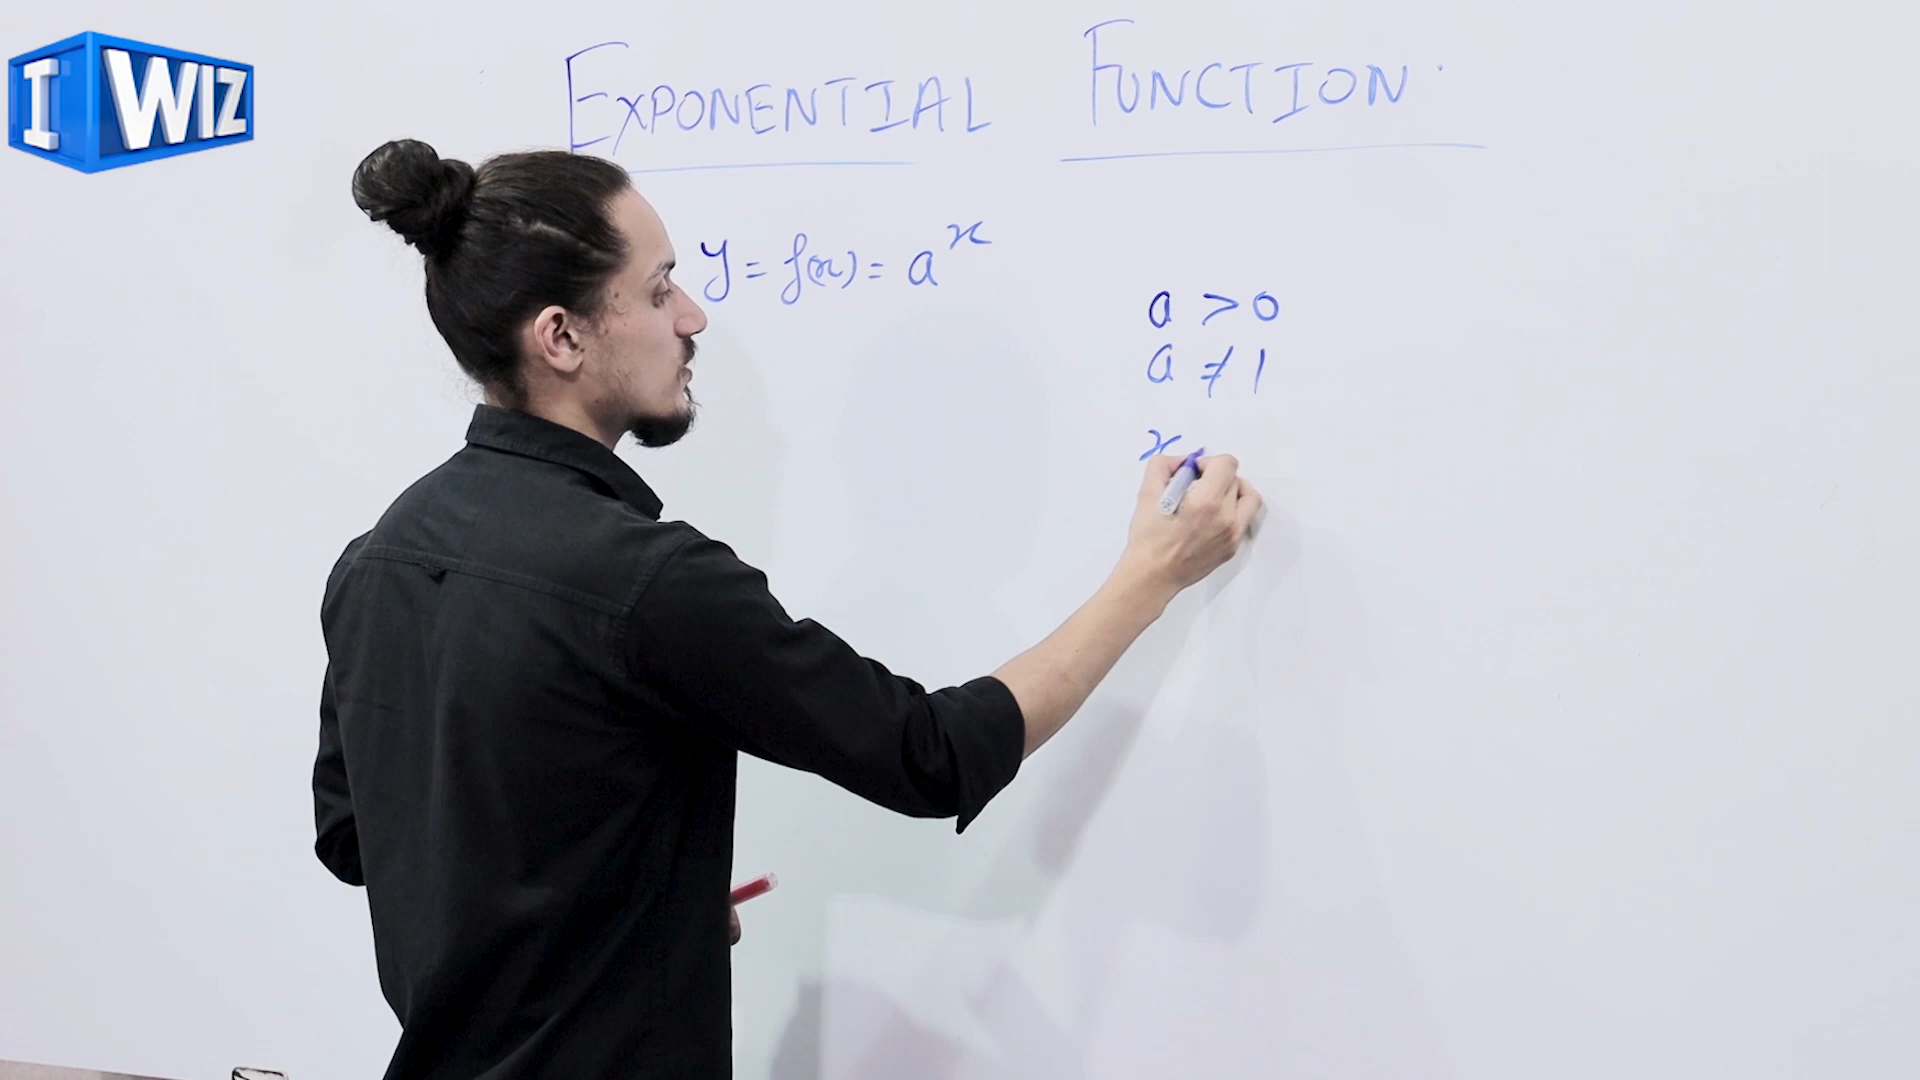 I WIZ
EXPONENTIAL FUNCTION.
y = f(x) = a^x
a > 0
a ≠ 1
x